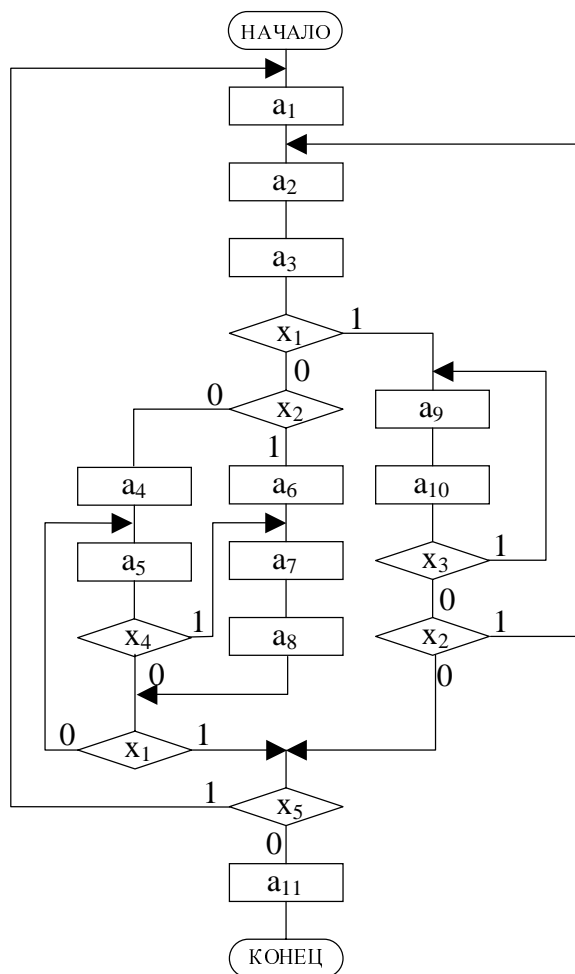 НАЧАЛО
a₁
a₂
a₃
x₁ 1
0
0 x₂
1
a₄ a₆ a₉
a₁₀
a₅ a₇
x₃ 1
0
x₄ 1 a₈ x₂ 1
0 0
0 x₁ 1
1 x₅
0
a₁₁
КОНЕЦ